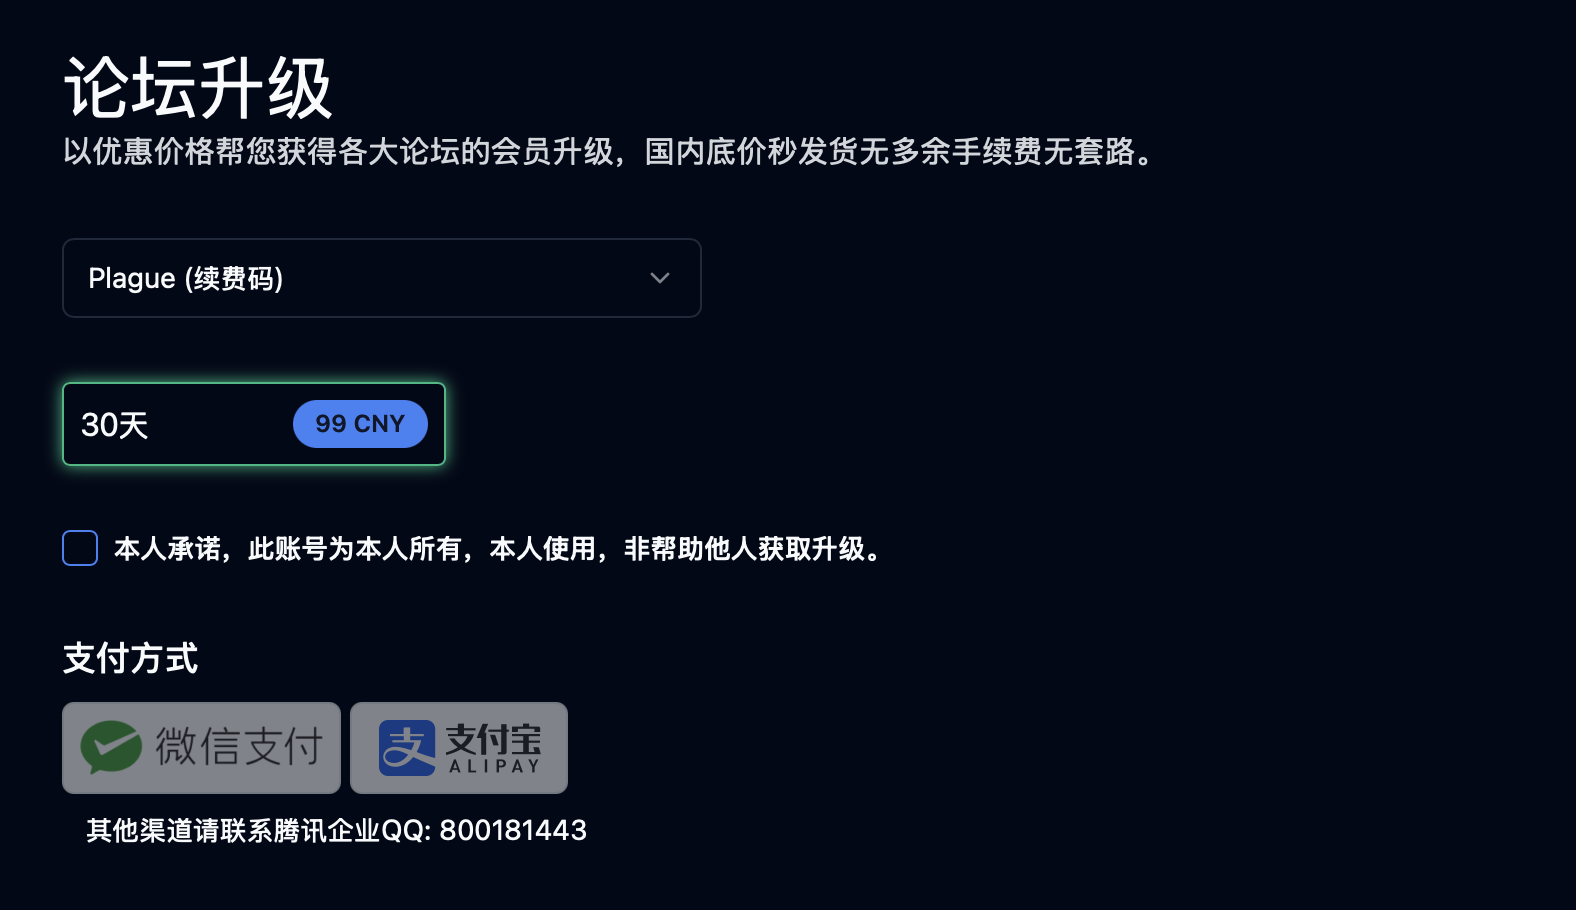 论坛升级
以优惠价格帮您获得各大论坛的会员升级，国内底价秒发货无多余手续费无套路。
Plague (续费码)
30天 99 CNY
本人承诺，此账号为本人所有，本人使用，非帮助他人获取升级。
支付方式
微信支付
支 支付宝
ALIPAY
其他渠道请联系腾讯企业QQ: 800181443